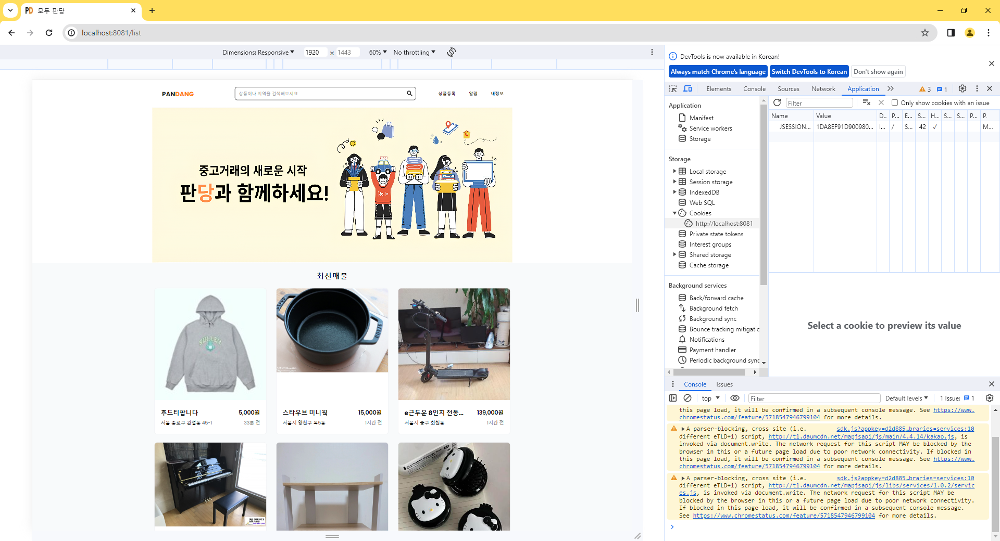 모두 판당
localhost:8081/list
Dimensions: Responsive
1920
×
1443
60%
No throttling
PANDANG
상품이나 지역을 검색해보세요
상품등록
알림
내정보
중고거래의 새로운 시작
판당과 함께하세요!
Hello
최신매물
SULLEY
STAUB
후드티팝니다 5,000원
서울 종로구 관철동 45-1 33분 전
스타우브 미니웍 15,000원
서울시 양천구 목5동 1시간 전
e근두운 8인치 전동... 139,000원
서울시 중구 회현동 1시간 전
DevTools is now available in Korean!
Always match Chrome's language
Switch DevTools to Korean
Don't show again
Elements
Console
Sources
Network
Application
3
1
Application
Manifest
Service workers
Storage
Storage
Local storage
Session storage
IndexedDB
Web SQL
Cookies
http://localhost:8081
Private state tokens
Interest groups
Shared storage
Cache storage
Background services
Back/forward cache
Background fetch
Background sync
Bounce tracking mitigatic
Notifications
Payment handler
Periodic background sync
Filter
Only show cookies with an issue
Name Value D.. P... E... S... H... S... S... P... P.
JSESSION... 1DA8EF91D900980... l... / S... 42 ✓ M...
Select a cookie to preview its value
Console
Issues
top
Filter
Default levels
1 Issue: 1
this page load, it will be confirmed in a subsequent console message. See https://www.
chromestatus.com/feature/5718547946799104 for more details.
A parser-blocking, cross site (i.e. sdk.js?appkey=d2d885…braries=services:10
different eTLD+1) script, http://t1.daumcdn.net/mapjsapi/js/main/4.4.14/kakao.js, is
invoked via document.write. The network request for this script MAY be blocked by the
browser in this or a future page load due to poor network connectivity. If blocked in
this page load, it will be confirmed in a subsequent console message. See https://www.
chromestatus.com/feature/5718547946799104 for more details.
A parser-blocking, cross site (i.e. sdk.js?appkey=d2d885…braries=services:10
different eTLD+1) script, http://t1.daumcdn.net/mapjsapi/js/libs/services/1.0.2/servic
es.js, is invoked via document.write. The network request for this script MAY be
blocked by the browser in this or a future page load due to poor network connectivity.
If blocked in this page load, it will be confirmed in a subsequent console message.
See https://www.chromestatus.com/feature/5718547946799104 for more details.